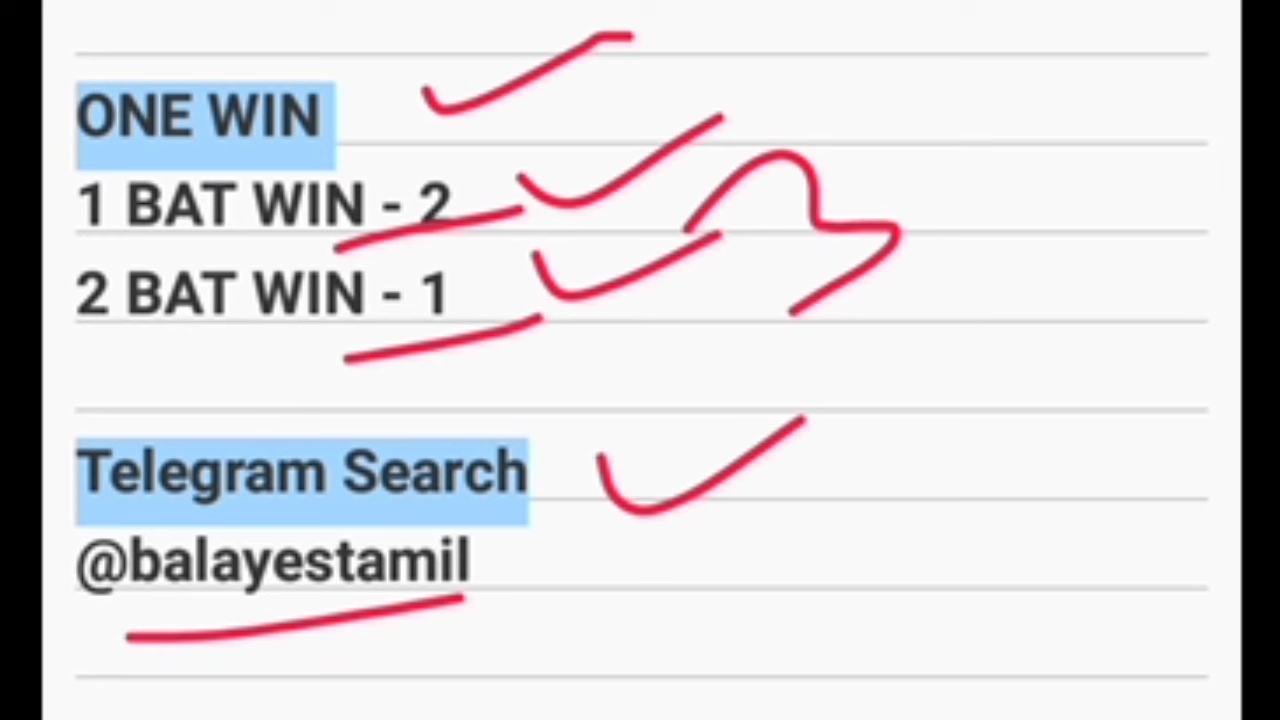 ONE WIN
1 BAT WIN - 2
2 BAT WIN - 1
Telegram Search
@balayestamil